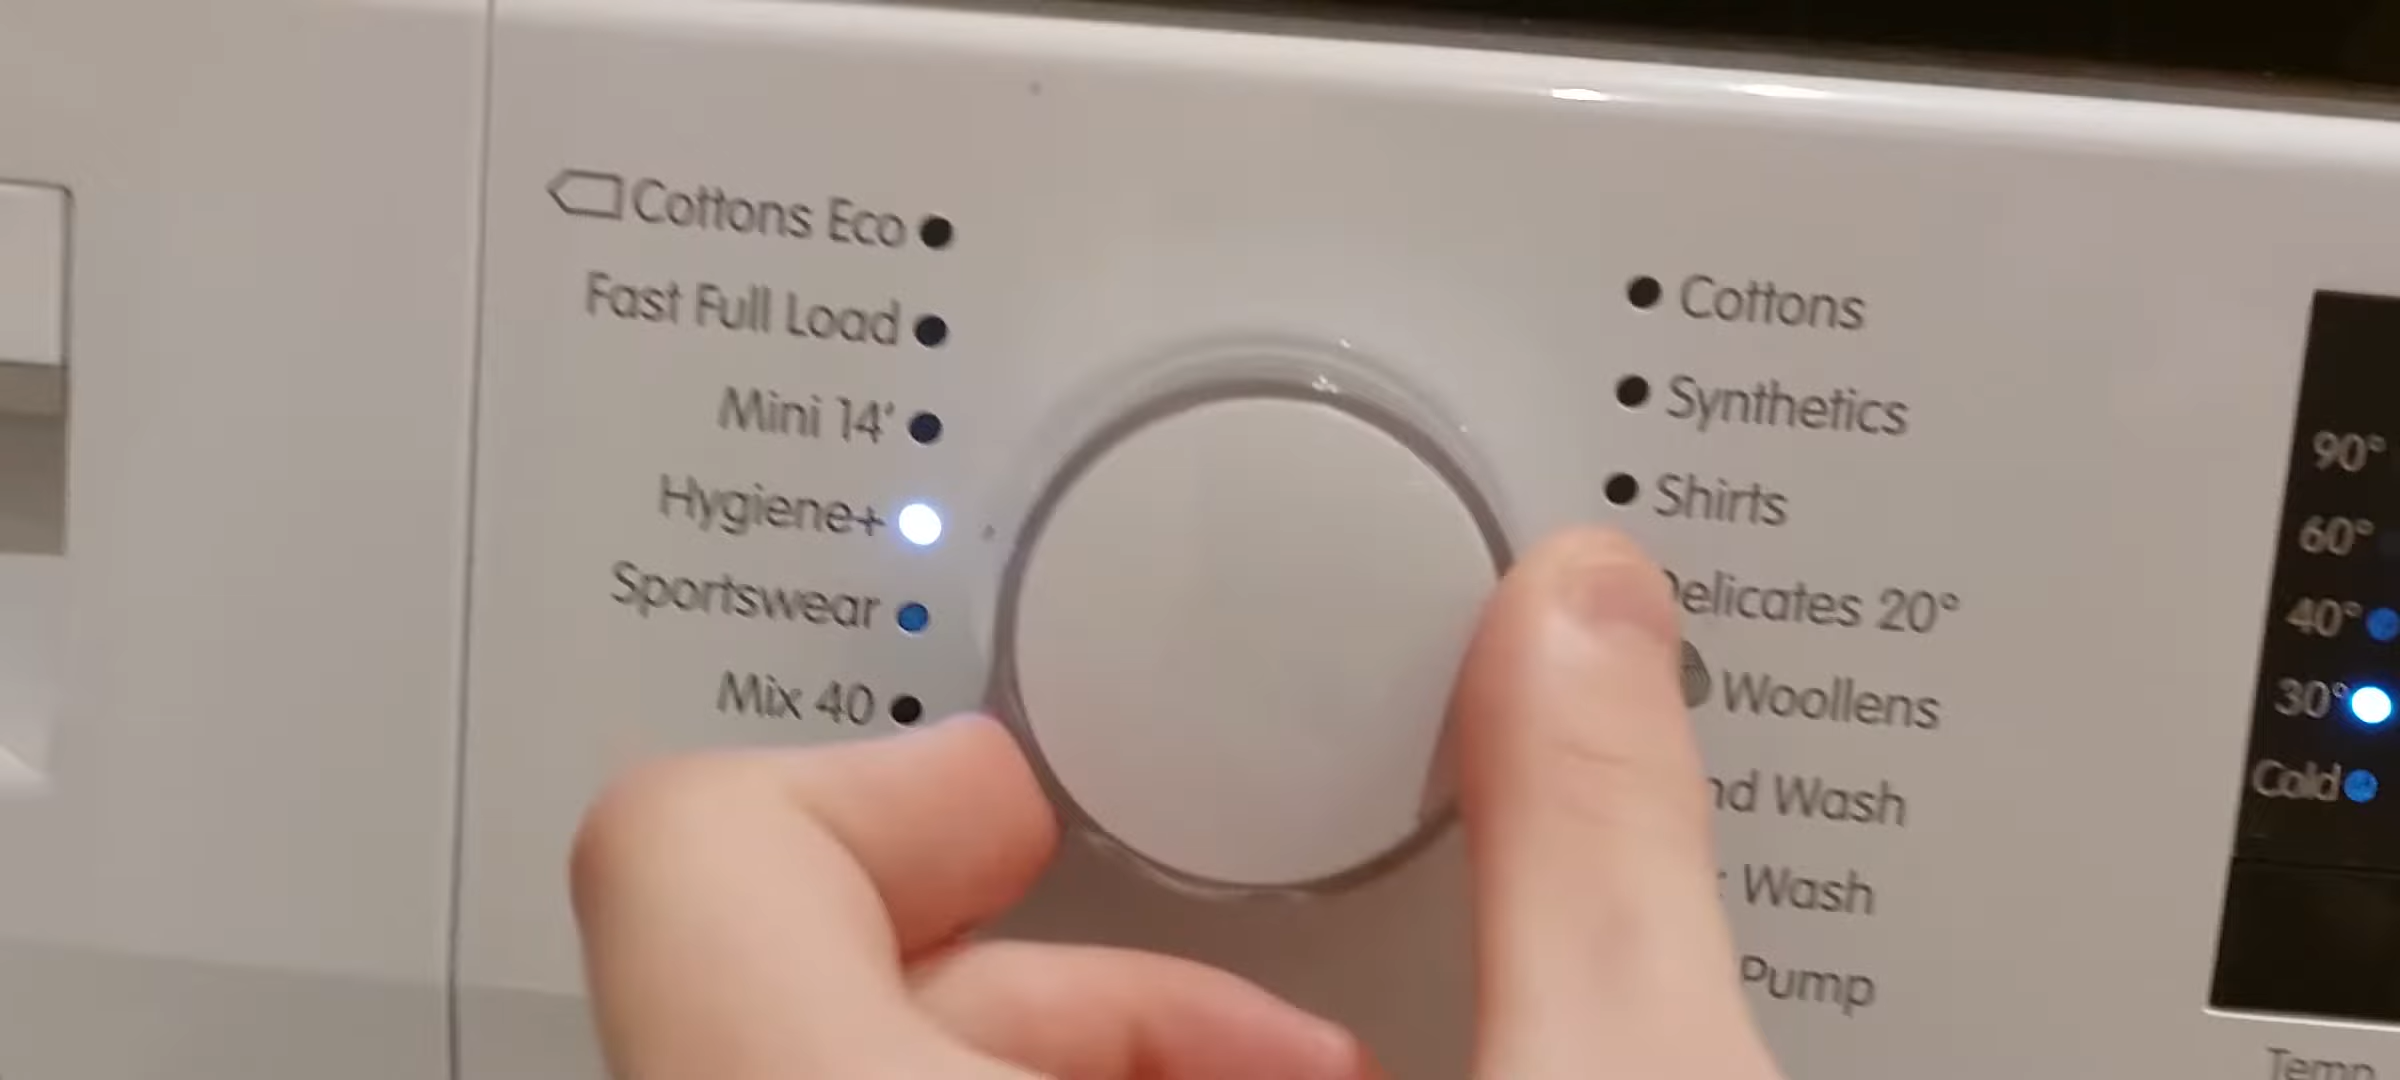 Cottons Eco
Fast Full Load
Mini 14'
Hygiene+
Sportswear
Mix 40
Cottons
Synthetics
Shirts
elicates 20°
Woollens
nd Wash
Wash
Pump
90°
60°
40°
30°
Cold
Temp